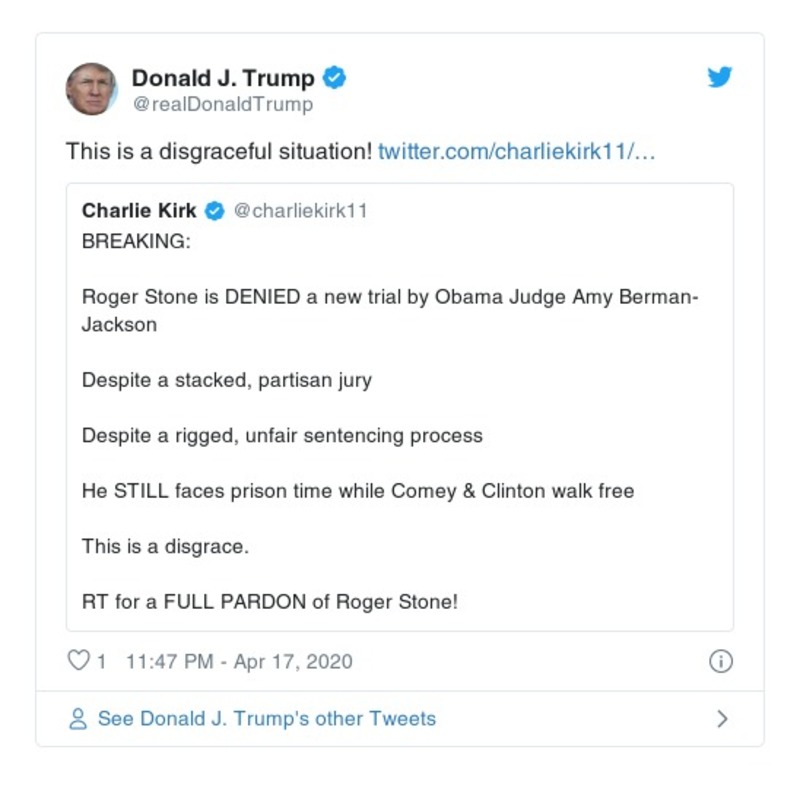 Donald J. Trump
@realDonaldTrump
This is a disgraceful situation! twitter.com/charliekirk11/…
Charlie Kirk @charliekirk11
BREAKING:
Roger Stone is DENIED a new trial by Obama Judge Amy Berman-
Jackson
Despite a stacked, partisan jury
Despite a rigged, unfair sentencing process
He STILL faces prison time while Comey & Clinton walk free
This is a disgrace.
RT for a FULL PARDON of Roger Stone!
1 11:47 PM - Apr 17, 2020
See Donald J. Trump's other Tweets